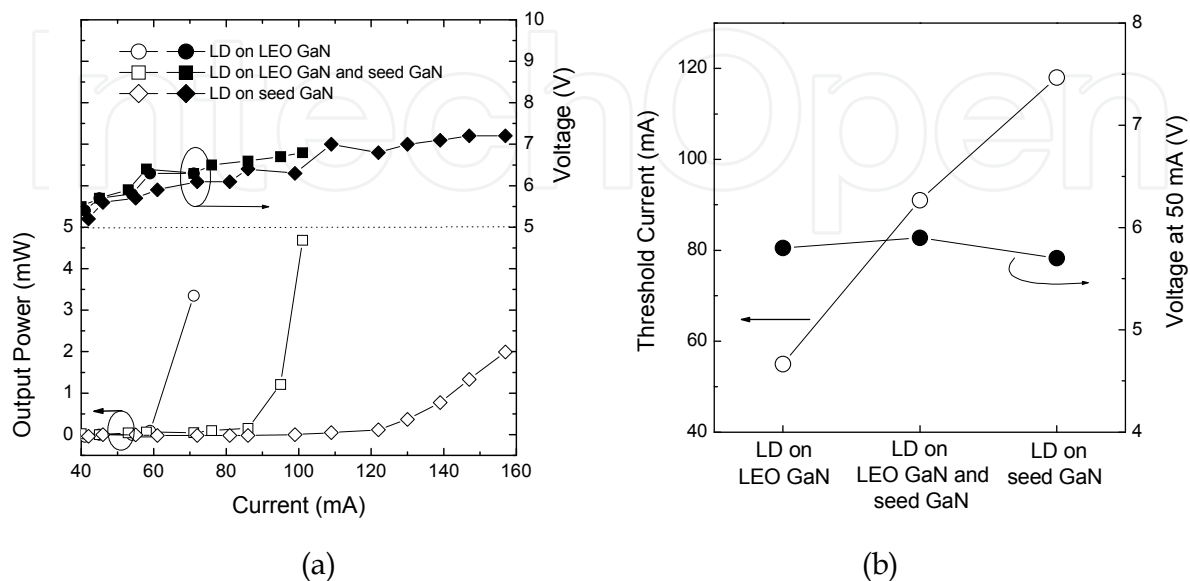 InTechOpen
LD on LEO GaN
LD on LEO GaN and seed GaN
LD on seed GaN
10
9
8
7
6
5
Voltage (V)
5
4
3
2
1
0
Output Power (mW)
40 60 80 100 120 140 160
Current (mA)
(a)
120
100
80
60
40
Threshold Current (mA)
8
7
6
5
4
Voltage at 50 mA (V)
LD on
LEO GaN
LD on
LEO GaN and
seed GaN
LD on
seed GaN
(b)